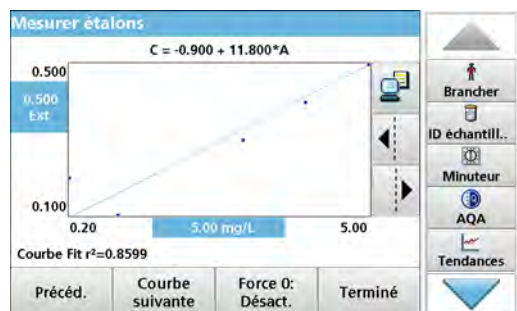 Mesurer étalons
C = -0.900 + 11.800*A
0.500
0.500
Ext
0.100
0.20
5.00 mg/L
5.00
Courbe Fit r²=0.8599
Précéd.
Courbe
suivante
Force 0:
Désact.
Terminé
Brancher
ID échantill..
Minuteur
AQA
Tendances